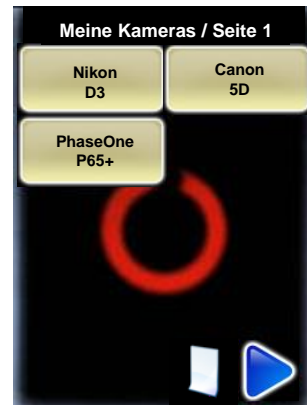 Meine Kameras / Seite 1
Nikon
D3
Canon
5D
PhaseOne
P65+